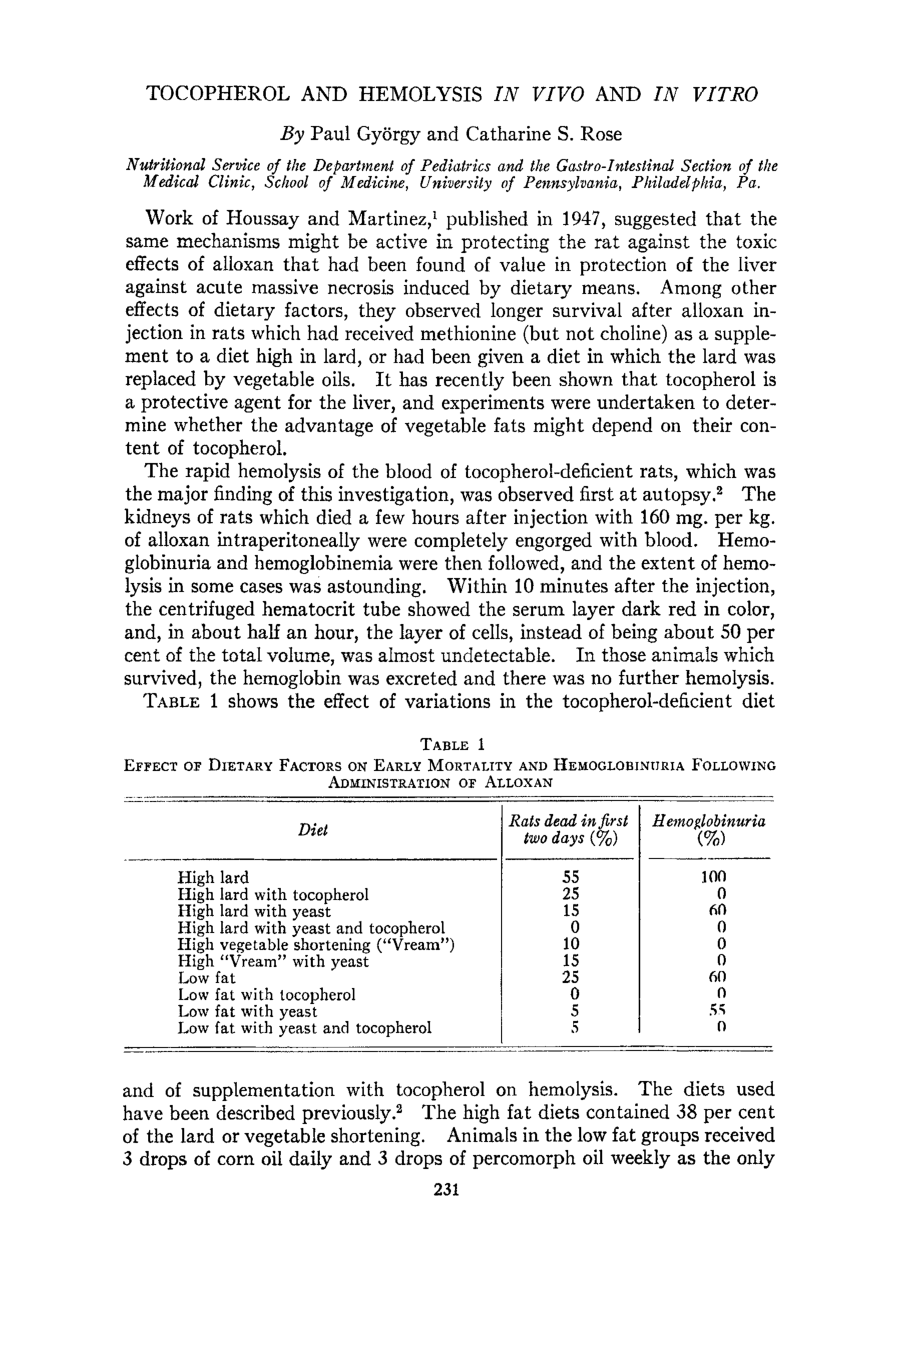 TOCOPHEROL AND HEMOLYSIS IN VIVO AND IN VITRO
By Paul György and Catharine S. Rose
Nutritional Service of the Department of Pediatrics and the Gastro-Intestinal Section of the
Medical Clinic, School of Medicine, University of Pennsylvania, Philadelphia, Pa.
Work of Houssay and Martinez,¹ published in 1947, suggested that the
same mechanisms might be active in protecting the rat against the toxic
effects of alloxan that had been found of value in protection of the liver
against acute massive necrosis induced by dietary means. Among other
effects of dietary factors, they observed longer survival after alloxan in-
jection in rats which had received methionine (but not choline) as a supple-
ment to a diet high in lard, or had been given a diet in which the lard was
replaced by vegetable oils. It has recently been shown that tocopherol is
a protective agent for the liver, and experiments were undertaken to deter-
mine whether the advantage of vegetable fats might depend on their con-
tent of tocopherol.
The rapid hemolysis of the blood of tocopherol-deficient rats, which was
the major finding of this investigation, was observed first at autopsy.² The
kidneys of rats which died a few hours after injection with 160 mg. per kg.
of alloxan intraperitoneally were completely engorged with blood. Hemo-
globinuria and hemoglobinemia were then followed, and the extent of hemo-
lysis in some cases was astounding. Within 10 minutes after the injection,
the centrifuged hematocrit tube showed the serum layer dark red in color,
and, in about half an hour, the layer of cells, instead of being about 50 per
cent of the total volume, was almost undetectable. In those animals which
survived, the hemoglobin was excreted and there was no further hemolysis.
TABLE 1 shows the effect of variations in the tocopherol-deficient diet
TABLE 1
EFFECT OF DIETARY FACTORS ON EARLY MORTALITY AND HEMOGLOBINURIA FOLLOWING
ADMINISTRATION OF ALLOXAN
Diet | Rats dead in first two days (%) | Hemoglobinuria (%)
High lard 55 100
High lard with tocopherol 25 0
High lard with yeast 15 60
High lard with yeast and tocopherol 0 0
High vegetable shortening ("Vream") 10 0
High "Vream" with yeast 15 0
Low fat 25 60
Low fat with tocopherol 0 0
Low fat with yeast 5 55
Low fat with yeast and tocopherol 5 0
and of supplementation with tocopherol on hemolysis. The diets used
have been described previously.² The high fat diets contained 38 per cent
of the lard or vegetable shortening. Animals in the low fat groups received
3 drops of corn oil daily and 3 drops of percomorph oil weekly as the only
231